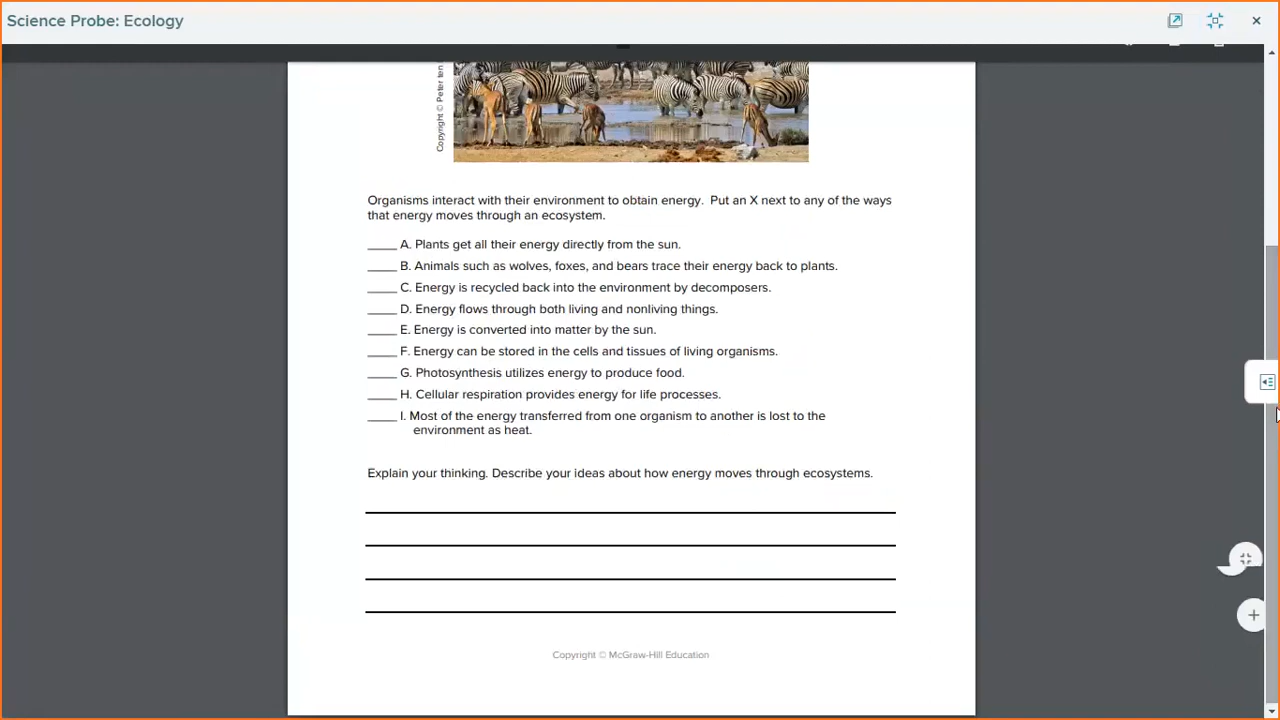 Science Probe: Ecology
Copyright © Peter ten
Organisms interact with their environment to obtain energy. Put an X next to any of the ways
that energy moves through an ecosystem.
_____ A. Plants get all their energy directly from the sun.
_____ B. Animals such as wolves, foxes, and bears trace their energy back to plants.
_____ C. Energy is recycled back into the environment by decomposers.
_____ D. Energy flows through both living and nonliving things.
_____ E. Energy is converted into matter by the sun.
_____ F. Energy can be stored in the cells and tissues of living organisms.
_____ G. Photosynthesis utilizes energy to produce food.
_____ H. Cellular respiration provides energy for life processes.
_____ I. Most of the energy transferred from one organism to another is lost to the
environment as heat.
Explain your thinking. Describe your ideas about how energy moves through ecosystems.
Copyright © McGraw-Hill Education